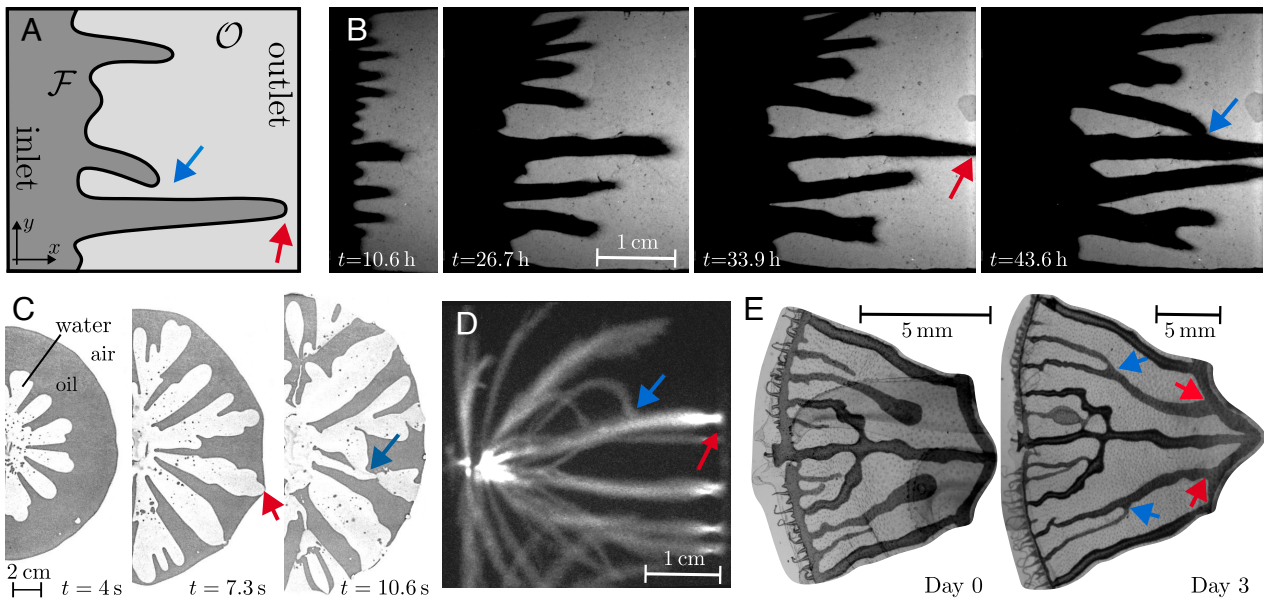 A
𝒪
ℱ
inlet
outlet
y
x
B
t=10.6 h
t=26.7 h
1 cm
t=33.9 h
t=43.6 h
C
water
air
oil
2 cm
t = 4 s
t = 7.3 s
t = 10.6 s
D
1 cm
E
5 mm
Day 0
5 mm
Day 3